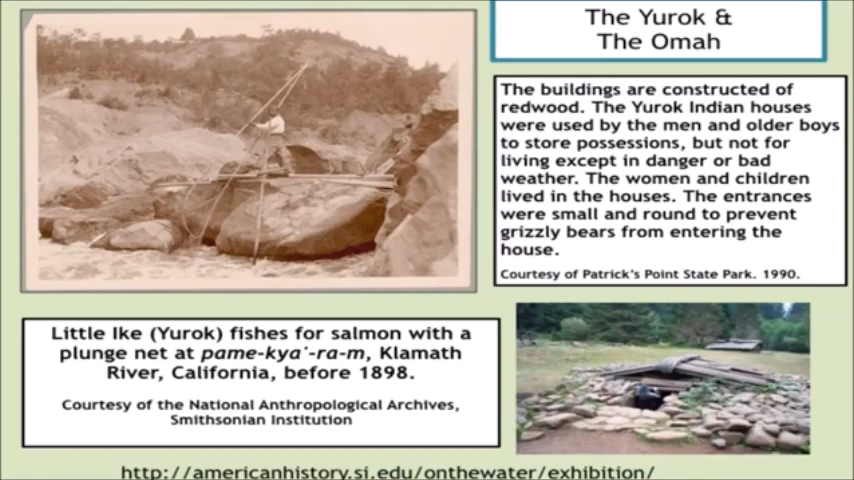 The Yurok &
The Omah
The buildings are constructed of
redwood. The Yurok Indian houses
were used by the men and older boys
to store possessions, but not for
living except in danger or bad
weather. The women and children
lived in the houses. The entrances
were small and round to prevent
grizzly bears from entering the
house.
Courtesy of Patrick's Point State Park. 1990.
Little Ike (Yurok) fishes for salmon with a
plunge net at pame-kya´-ra-m, Klamath
River, California, before 1898.
Courtesy of the National Anthropological Archives,
Smithsonian Institution
http://americanhistory.si.edu/onthewater/exhibition/